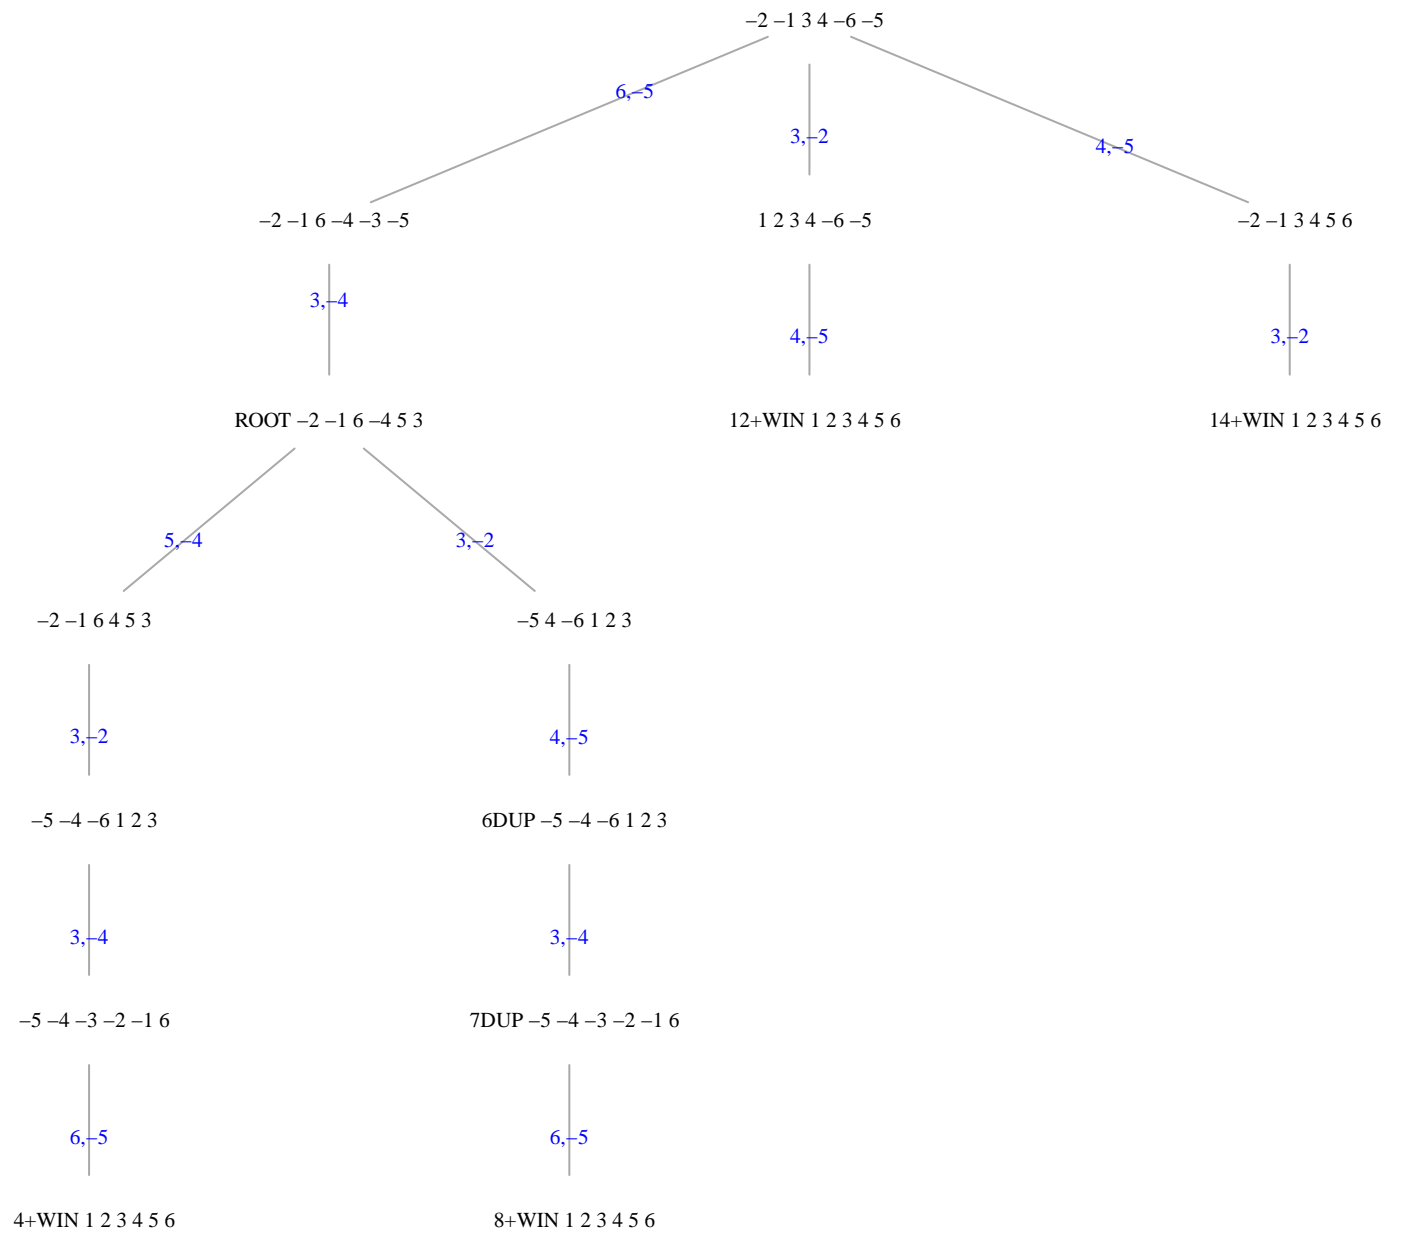 –2 –1 3 4 –6 –5
6,–5
3,–2
4,–5
–2 –1 6 –4 –3 –5
1 2 3 4 –6 –5
–2 –1 3 4 5 6
3,–4
4,–5
3,–2
ROOT –2 –1 6 –4 5 3
12+WIN 1 2 3 4 5 6
14+WIN 1 2 3 4 5 6
5,–4
3,–2
–2 –1 6 4 5 3
–5 4 –6 1 2 3
3,–2
4,–5
–5 –4 –6 1 2 3
6DUP –5 –4 –6 1 2 3
3,–4
3,–4
–5 –4 –3 –2 –1 6
7DUP –5 –4 –3 –2 –1 6
6,–5
6,–5
4+WIN 1 2 3 4 5 6
8+WIN 1 2 3 4 5 6